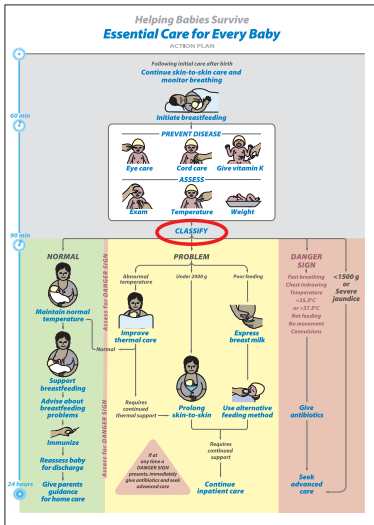 Helping Babies Survive
Essential Care for Every Baby
ACTION PLAN
Following initial care after birth
Continue skin-to-skin care and
monitor breathing
Initiate breastfeeding
60 min
PREVENT DISEASE
Eye care
Cord care
Give vitamin K
ASSESS
Exam
Temperature
Weight
90 min
CLASSIFY
NORMAL
Maintain normal
temperature
Support
breastfeeding
Advise about
breastfeeding
problems
Immunize
Reassess baby
for discharge
Give parents
guidance
for home care
24 hours
Assess for DANGER SIGN
Assess for DANGER SIGN
PROBLEM
Abnormal
temperature
Improve
thermal care
Normal
Requires
continued
thermal support
Under 2000 g
Prolong
skin-to-skin
Poor feeding
Express
breast milk
Use alternative
feeding method
Requires
continued
support
Continue
inpatient care
If at
any time a
DANGER SIGN
presents, immediately
give antibiotics and seek
advanced care
DANGER
SIGN
Fast breathing
Chest indrawing
Temperature
<35.5°C
or >37.5°C
Not feeding
No movement
Convulsions
Give
antibiotics
Seek
advanced care
<1500 g
or
Severe
jaundice